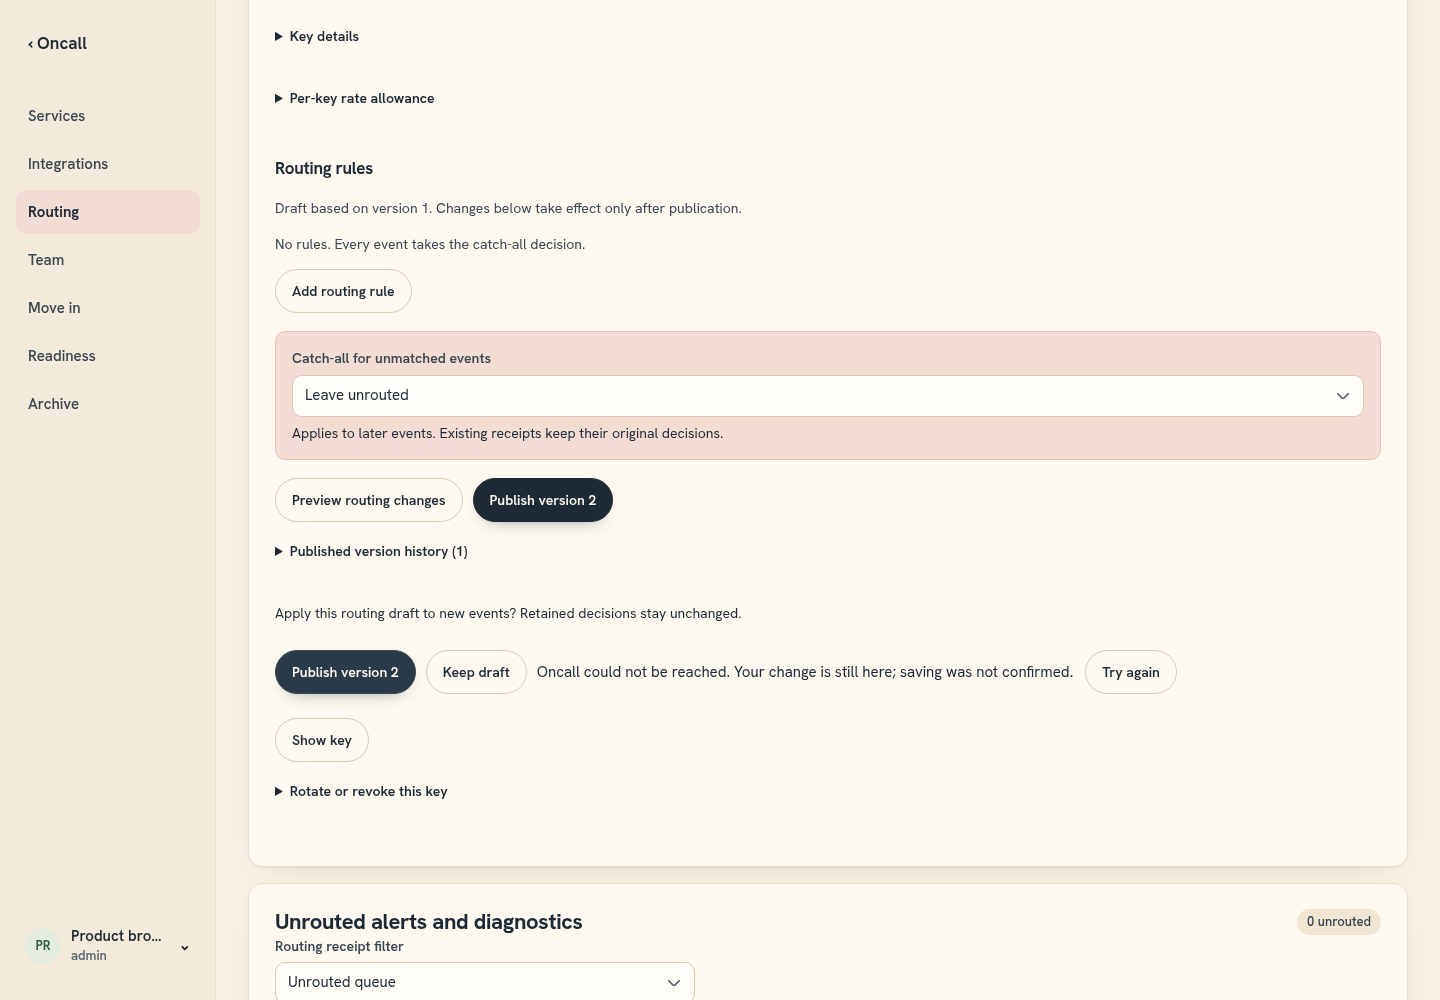 ‹ Oncall
Services
Integrations
Routing
Team
Move in
Readiness
Archive
PR
Product bro...
admin
Key details
Per-key rate allowance
Routing rules
Draft based on version 1. Changes below take effect only after publication.
No rules. Every event takes the catch-all decision.
Add routing rule
Catch-all for unmatched events
Leave unrouted
Applies to later events. Existing receipts keep their original decisions.
Preview routing changes
Publish version 2
Published version history (1)
Apply this routing draft to new events? Retained decisions stay unchanged.
Publish version 2
Keep draft
Oncall could not be reached. Your change is still here; saving was not confirmed.
Try again
Show key
Rotate or revoke this key
Unrouted alerts and diagnostics
0 unrouted
Routing receipt filter
Unrouted queue